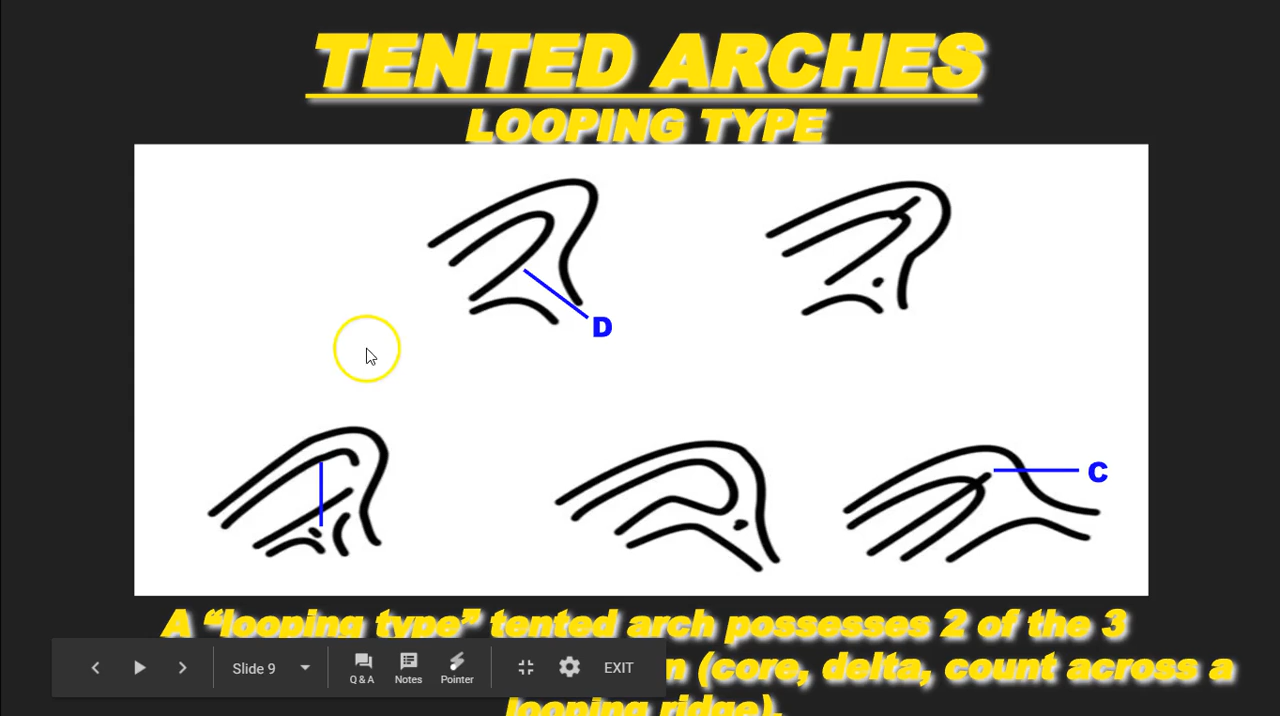 TENTED ARCHES
LOOPING TYPE
D
C
A “looping type” tented arch possesses 2 of the 3
n (core, delta, count across a
looping ridge).
Slide 9
Q & A
Notes
Pointer
EXIT